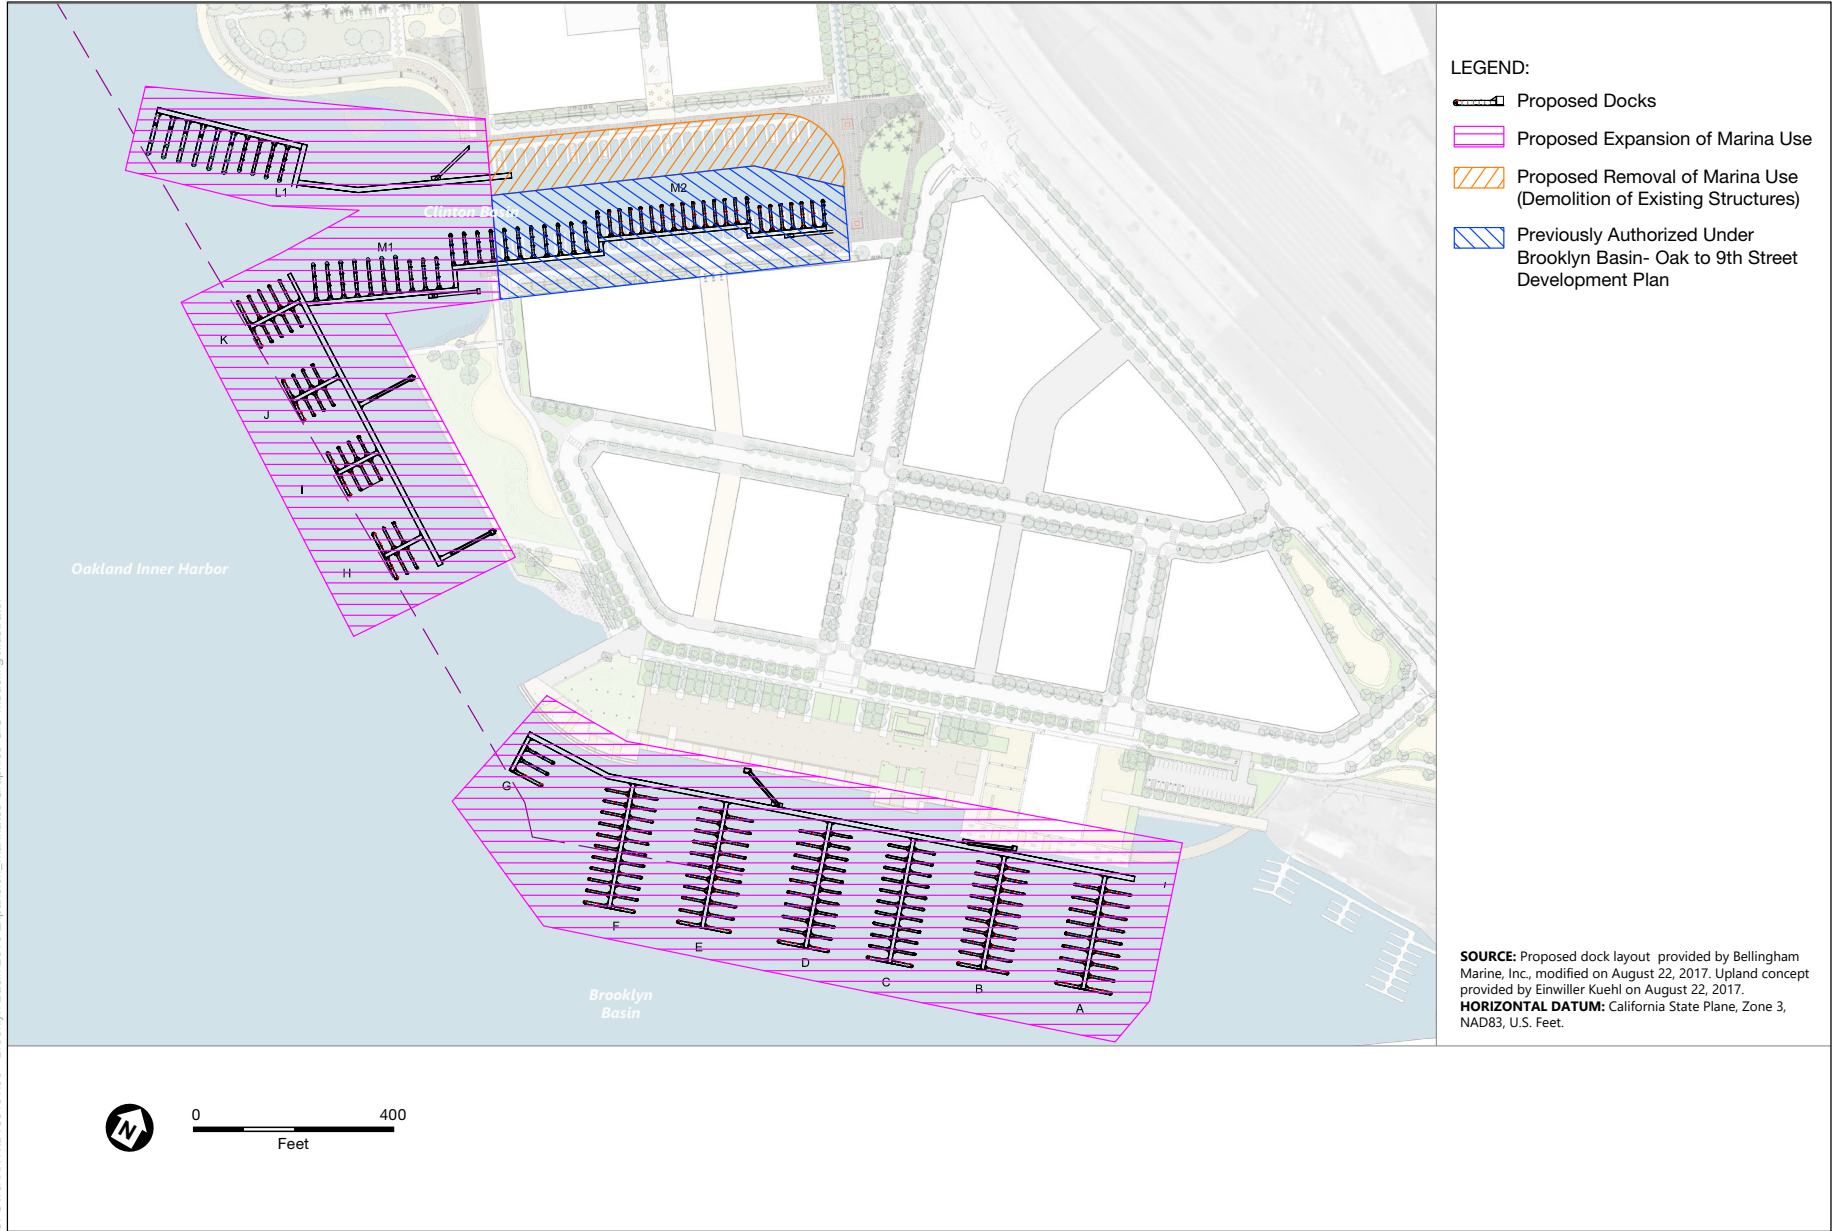 LEGEND:
Proposed Docks
Proposed Expansion of Marina Use
Proposed Removal of Marina Use
(Demolition of Existing Structures)
Previously Authorized Under
Brooklyn Basin- Oak to 9th Street
Development Plan
L1
M2
Clinton Basin
M1
K
J
I
H
Oakland Inner Harbor
G
F
E
D
C
B
A
Brooklyn
Basin
SOURCE: Proposed dock layout provided by Bellingham
Marine, Inc., modified on August 22, 2017. Upland concept
provided by Einwiller Kuehl on August 22, 2017.
HORIZONTAL DATUM: California State Plane, Zone 3,
NAD83, U.S. Feet.
N
0 400
Feet